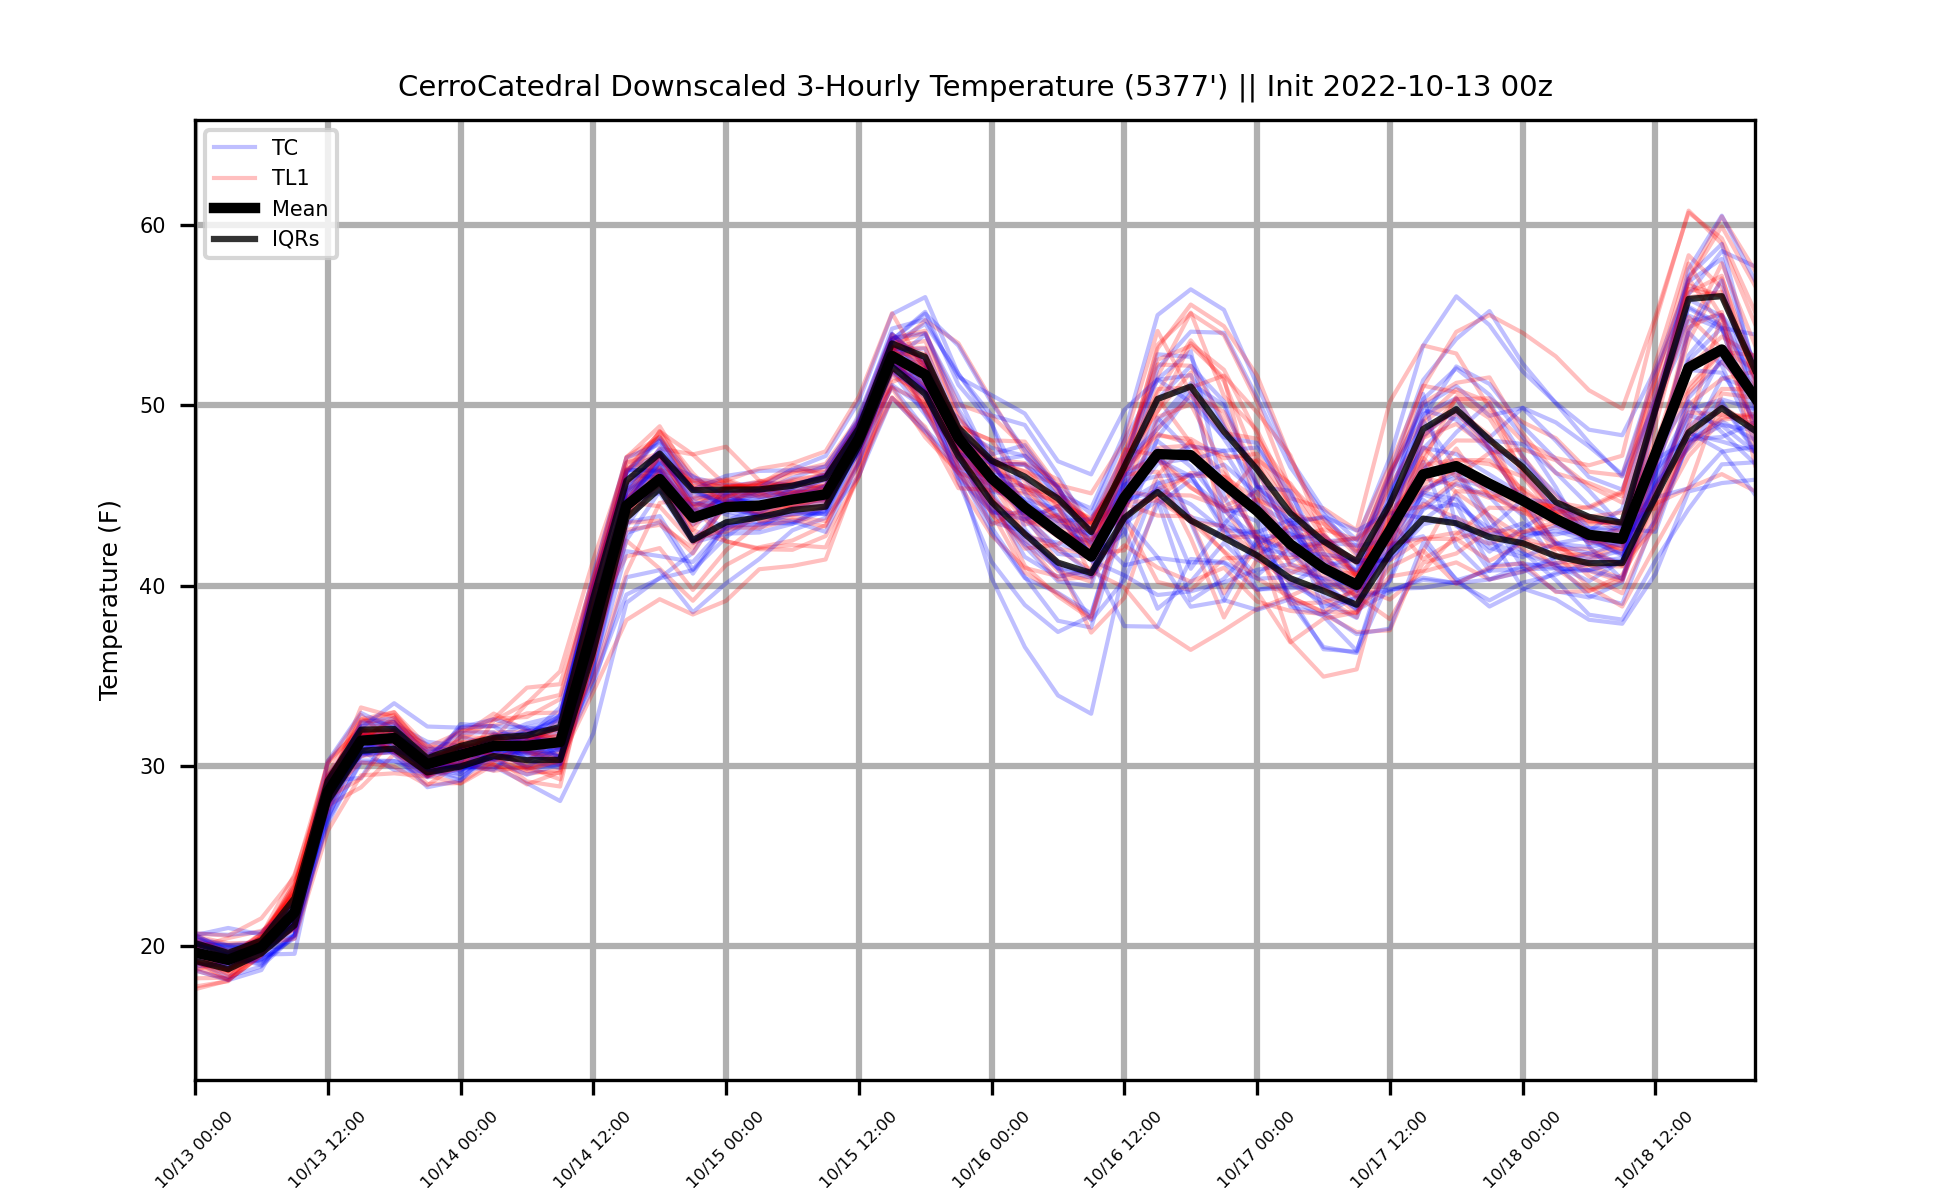 CerroCatedral Downscaled 3-Hourly Temperature (5377') || Init 2022-10-13 00z
TC
TL1
Mean
IQRs
Temperature (F)
60
50
40
30
20
10/13 00:00
10/13 12:00
10/14 00:00
10/14 12:00
10/15 00:00
10/15 12:00
10/16 00:00
10/16 12:00
10/17 00:00
10/17 12:00
10/18 00:00
10/18 12:00